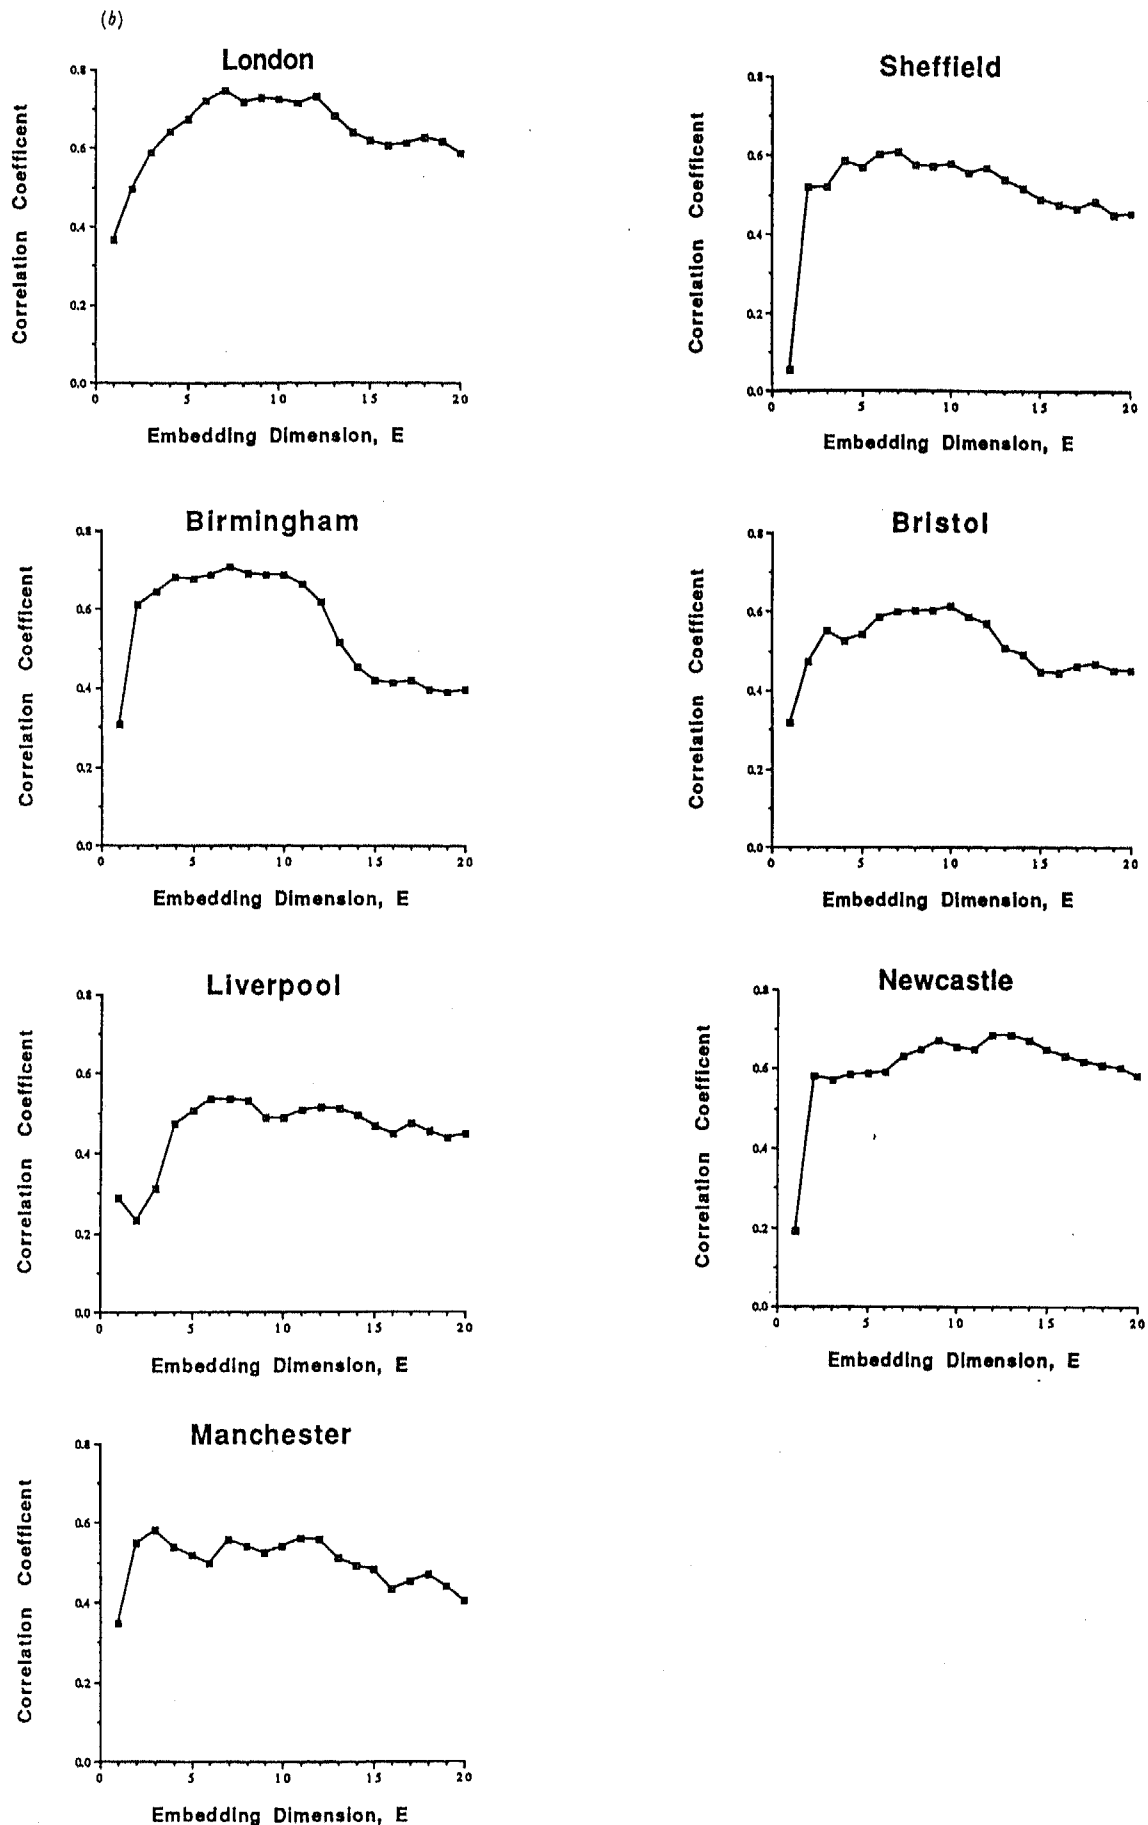 (b)
London
0.8
0.6
0.4
0.2
0.0
0 5 10 15 20
Correlation Coefficent
Embedding Dimension, E
Sheffield
0.8
0.6
0.4
0.2
0.0
0 5 10 15 20
Correlation Coefficent
Embedding Dimension, E
Birmingham
0.8
0.6
0.4
0.2
0.0
0 5 10 15 20
Correlation Coefficent
Embedding Dimension, E
Bristol
0.8
0.6
0.4
0.2
0.0
0 5 10 15 20
Correlation Coefficent
Embedding Dimension, E
Liverpool
0.8
0.6
0.4
0.2
0.0
0 5 10 15 20
Correlation Coefficent
Embedding Dimension, E
Newcastle
0.8
0.6
0.4
0.2
0.0
0 5 10 15 20
Correlation Coefficent
Embedding Dimension, E
Manchester
0.8
0.6
0.4
0.2
0.0
0 5 10 15 20
Correlation Coefficent
Embedding Dimension, E